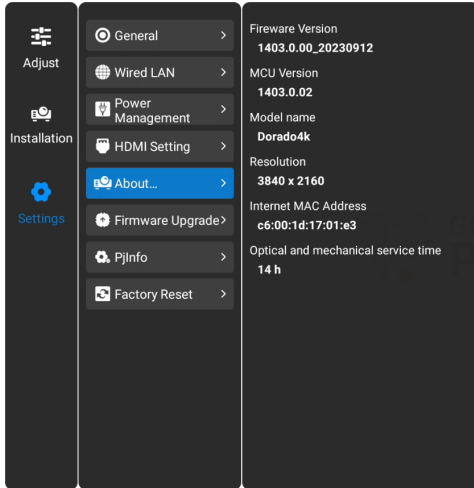 Adjust
Installation
Settings
General
Wired LAN
Power
Management
HDMI Setting
About...
Firmware Upgrade
PjInfo
Factory Reset
Fireware Version
1403.0.00_20230912
MCU Version
1403.0.02
Model name
Dorado4k
Resolution
3840 x 2160
Internet MAC Address
c6:00:1d:17:01:e3
Optical and mechanical service time
14 h